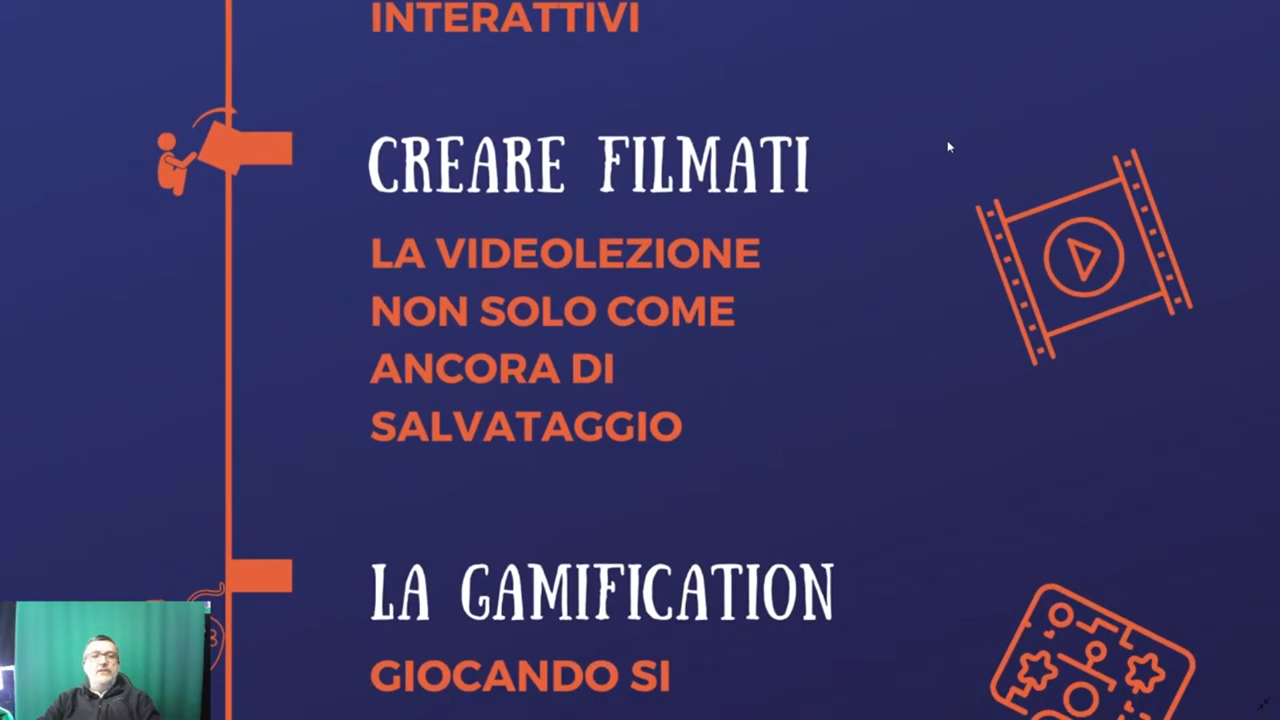 INTERATTIVI
CREARE FILMATI
LA VIDEOLEZIONE
NON SOLO COME
ANCORA DI
SALVATAGGIO
LA GAMIFICATION
GIOCANDO SI